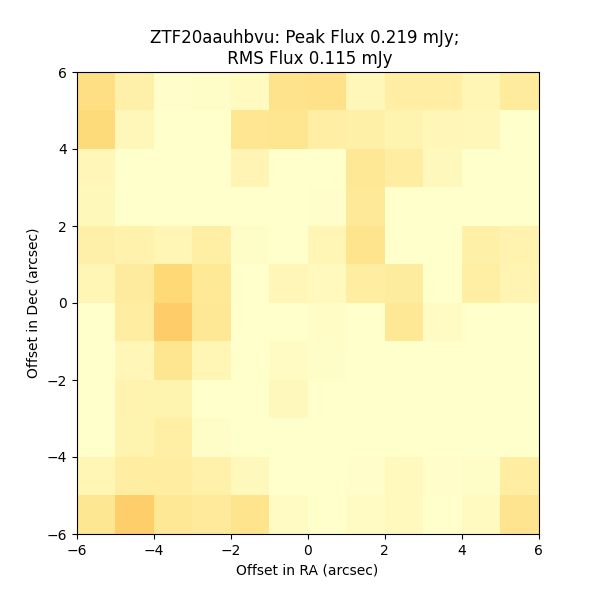 ZTF20aauhbvu: Peak Flux 0.219 mJy;
RMS Flux 0.115 mJy
6
4
2
0
−2
−4
−6
Offset in Dec (arcsec)
−6 −4 −2 0 2 4 6
Offset in RA (arcsec)